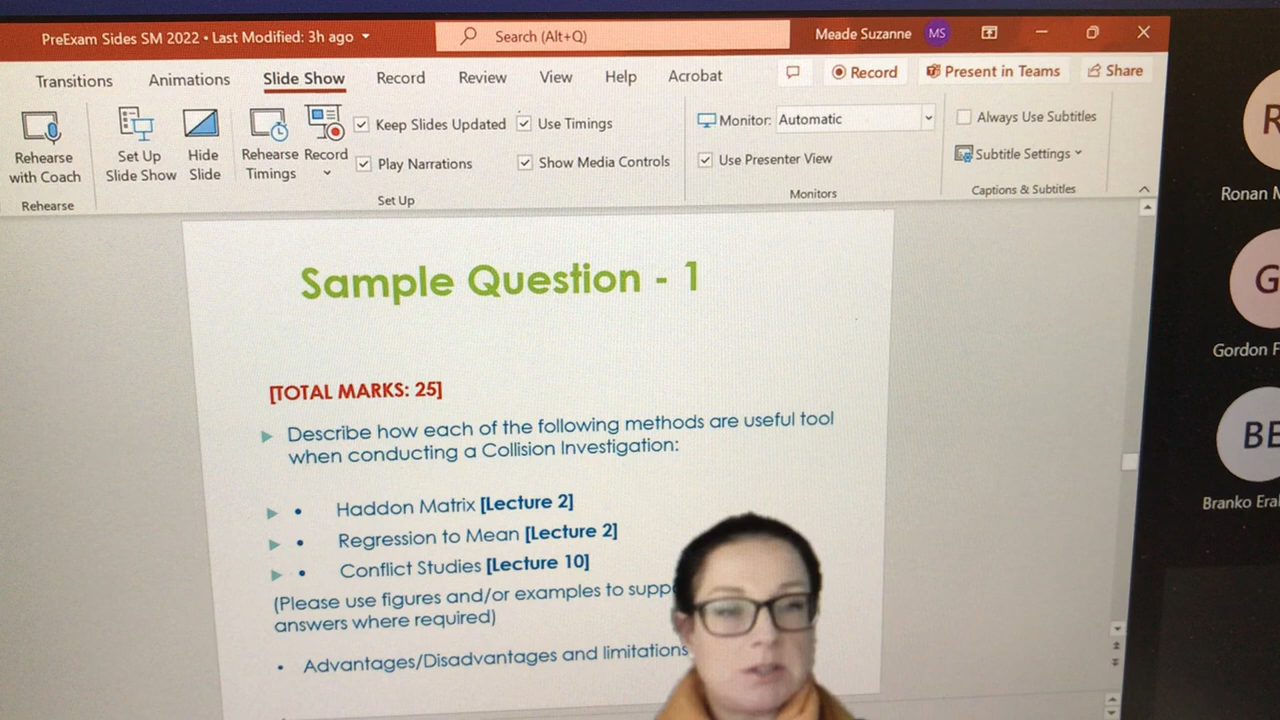 PreExam Sides SM 2022 • Last Modified: 3h ago
Search (Alt+Q)
Meade Suzanne
MS
Transitions
Animations
Slide Show
Record
Review
View
Help
Acrobat
Record
Present in Teams
Share
Rehearse
with Coach
Set Up
Slide Show
Hide
Slide
Rehearse
Timings
Record
Keep Slides Updated
Use Timings
Play Narrations
Show Media Controls
Monitor: Automatic
Use Presenter View
Always Use Subtitles
Subtitle Settings
Rehearse
Set Up
Monitors
Captions & Subtitles
Sample Question - 1
[TOTAL MARKS: 25]
Describe how each of the following methods are useful tool
when conducting a Collision Investigation:
• Haddon Matrix [Lecture 2]
• Regression to Mean [Lecture 2]
• Conflict Studies [Lecture 10]
(Please use figures and/or examples to supp
answers where required)
• Advantages/Disadvantages and limitations
R
Ronan M
G
Gordon F
BE
Branko Era